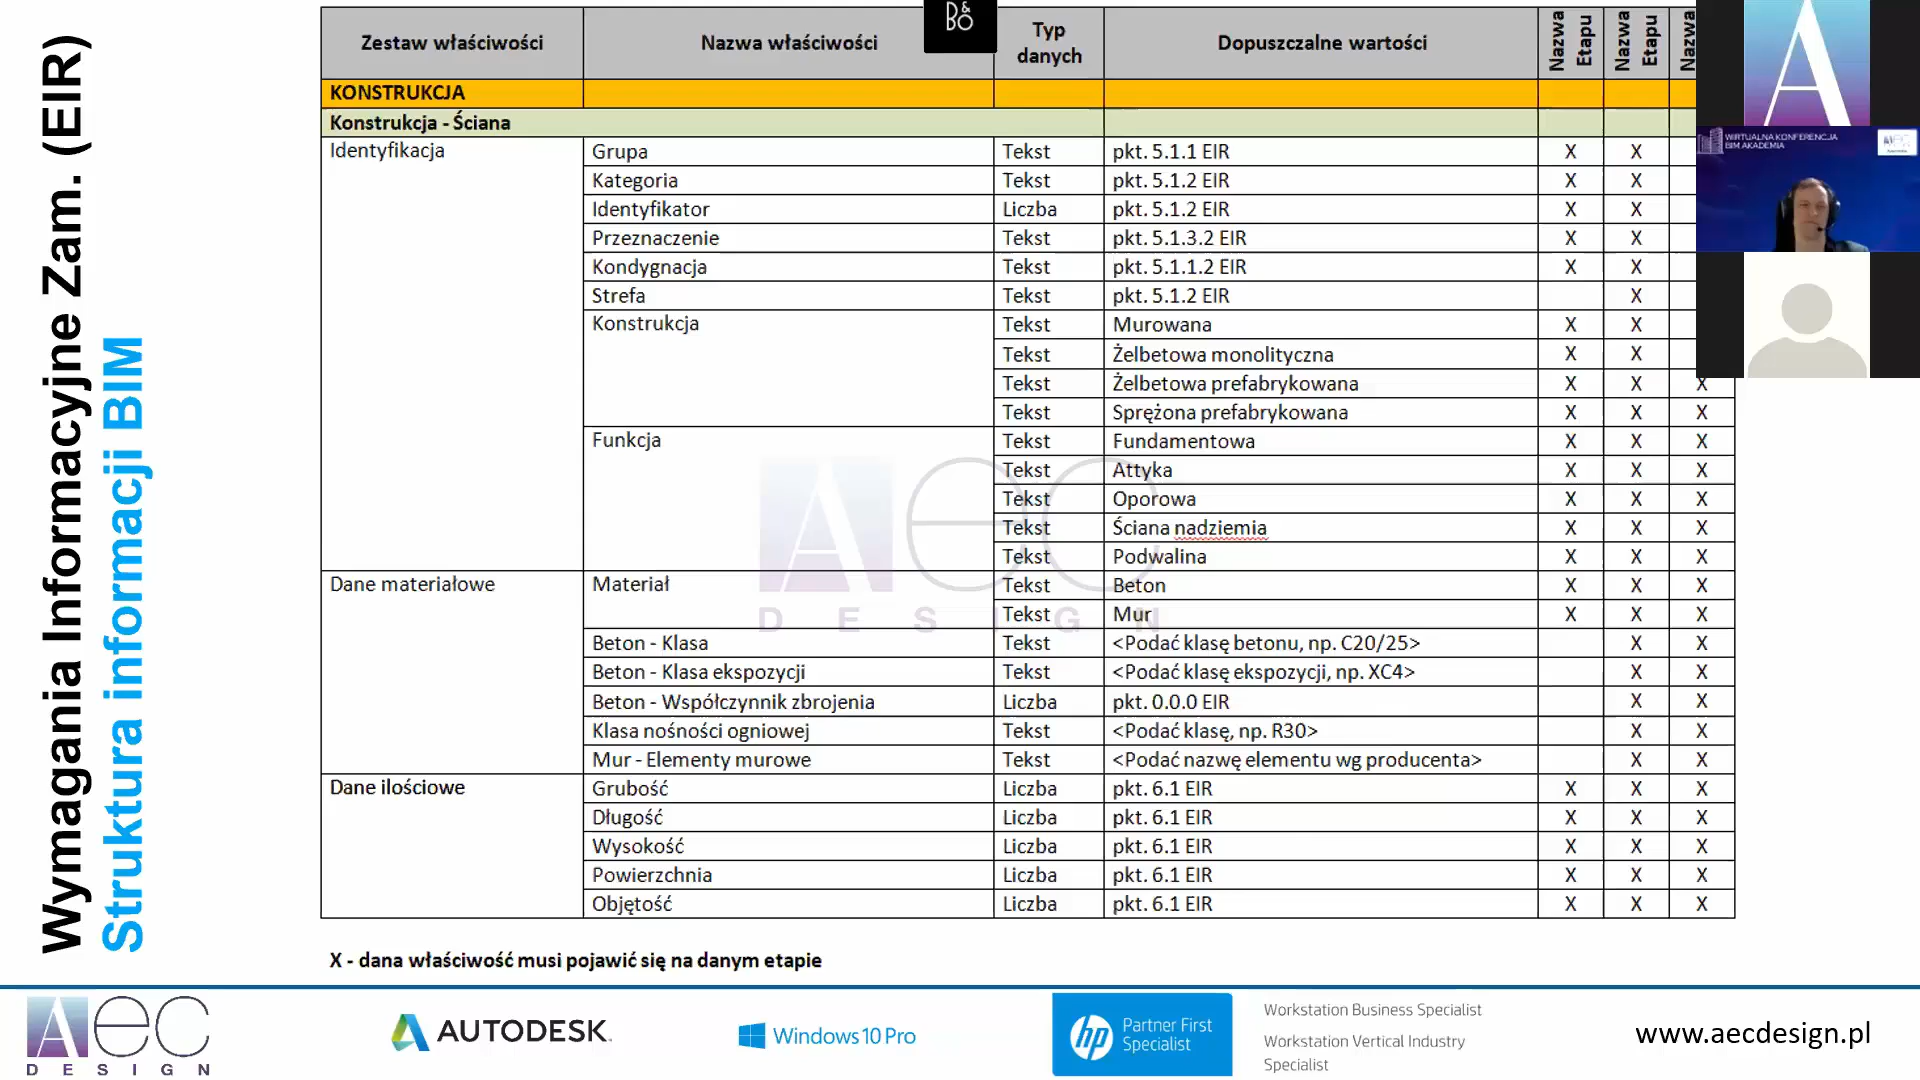 Wymagania Informacyjne Zam. (EIR)
Struktura informacji BIM
Zestaw właściwości Nazwa właściwości Typ danych Dopuszczalne wartości Nazwa Etapu Nazwa Etapu Nazwa
B&O
KONSTRUKCJA
Konstrukcja - Ściana
Identyfikacja Grupa Tekst pkt. 5.1.1 EIR X X
Kategoria Tekst pkt. 5.1.2 EIR X X
Identyfikator Liczba pkt. 5.1.2 EIR X X
Przeznaczenie Tekst pkt. 5.1.3.2 EIR X X
Kondygnacja Tekst pkt. 5.1.1.2 EIR X X
Strefa Tekst pkt. 5.1.2 EIR X
Konstrukcja Tekst Murowana X X
Tekst Żelbetowa monolityczna X X
Tekst Żelbetowa prefabrykowana X X X
Tekst Sprężona prefabrykowana X X X
Funkcja Tekst Fundamentowa X X X
Tekst Attyka X X X
Tekst Oporowa X X X
Tekst Ściana nadziemia X X X
Tekst Podwalina X X X
Dane materiałowe Materiał Tekst Beton X X X
Tekst Mur X X X
Beton - Klasa Tekst <Podać klasę betonu, np. C20/25> X X
Beton - Klasa ekspozycji Tekst <Podać klasę ekspozycji, np. XC4> X X
Beton - Współczynnik zbrojenia Liczba pkt. 0.0.0 EIR X X
Klasa nośności ogniowej Tekst <Podać klasę, np. R30> X X
Mur - Elementy murowe Tekst <Podać nazwę elementu wg producenta> X X
Dane ilościowe Grubość Liczba pkt. 6.1 EIR X X X
Długość Liczba pkt. 6.1 EIR X X X
Wysokość Liczba pkt. 6.1 EIR X X X
Powierzchnia Liczba pkt. 6.1 EIR X X X
Objętość Liczba pkt. 6.1 EIR X X X
AEC
DESIGN
X - dana właściwość musi pojawić się na danym etapie
A
WIRTUALNA KONFERENCJA
BIM AKADEMIA
AEC
DESIGN
AUTODESK.
Windows 10 Pro
hp
Partner First
Specialist
Workstation Business Specialist
Workstation Vertical Industry
Specialist
www.aecdesign.pl